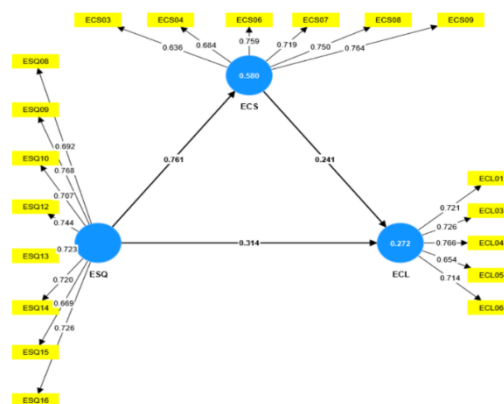 ECS03
ECS04
ECS06
ECS07
ECS08
ECS09
0.636
0.684
0.759
0.719
0.750
0.764
0.580
ECS
ESQ08
ESQ09
ESQ10
ESQ12
ESQ13
ESQ14
ESQ15
ESQ16
0.692
0.768
0.707
0.744
0.723
0.720
0.669
0.726
ESQ
0.761
0.241
0.314
0.272
ECL
0.721
0.726
0.766
0.654
0.714
ECL01
ECL03
ECL04
ECL05
ECL06